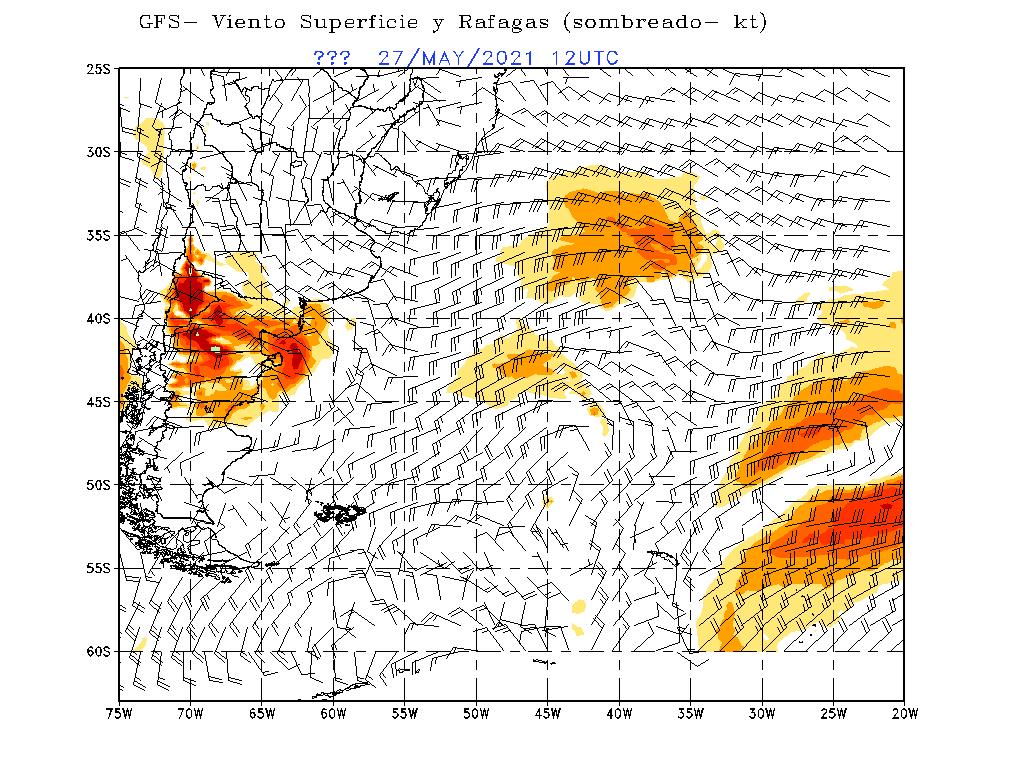 GFS− Viento Superficie y Rafagas (sombreado− kt)
??? 27/MAY/2021 12UTC
25S
30S
35S
40S
45S
50S
55S
60S
75W 70W 65W 60W 55W 50W 45W 40W 35W 30W 25W 20W